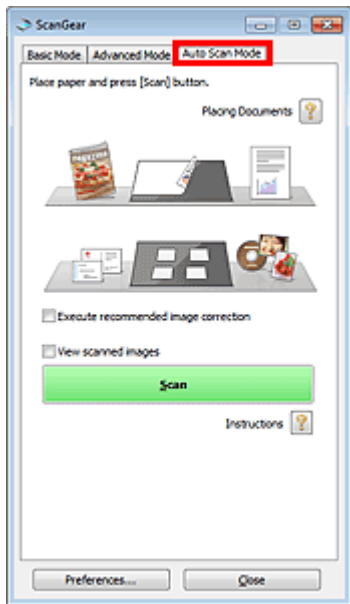 ScanGear
Basic Mode Advanced Mode Auto Scan Mode
Place paper and press [Scan] button.
Placing Documents
magazine
Execute recommended image correction
View scanned images
Scan
Instructions
Preferences... Close